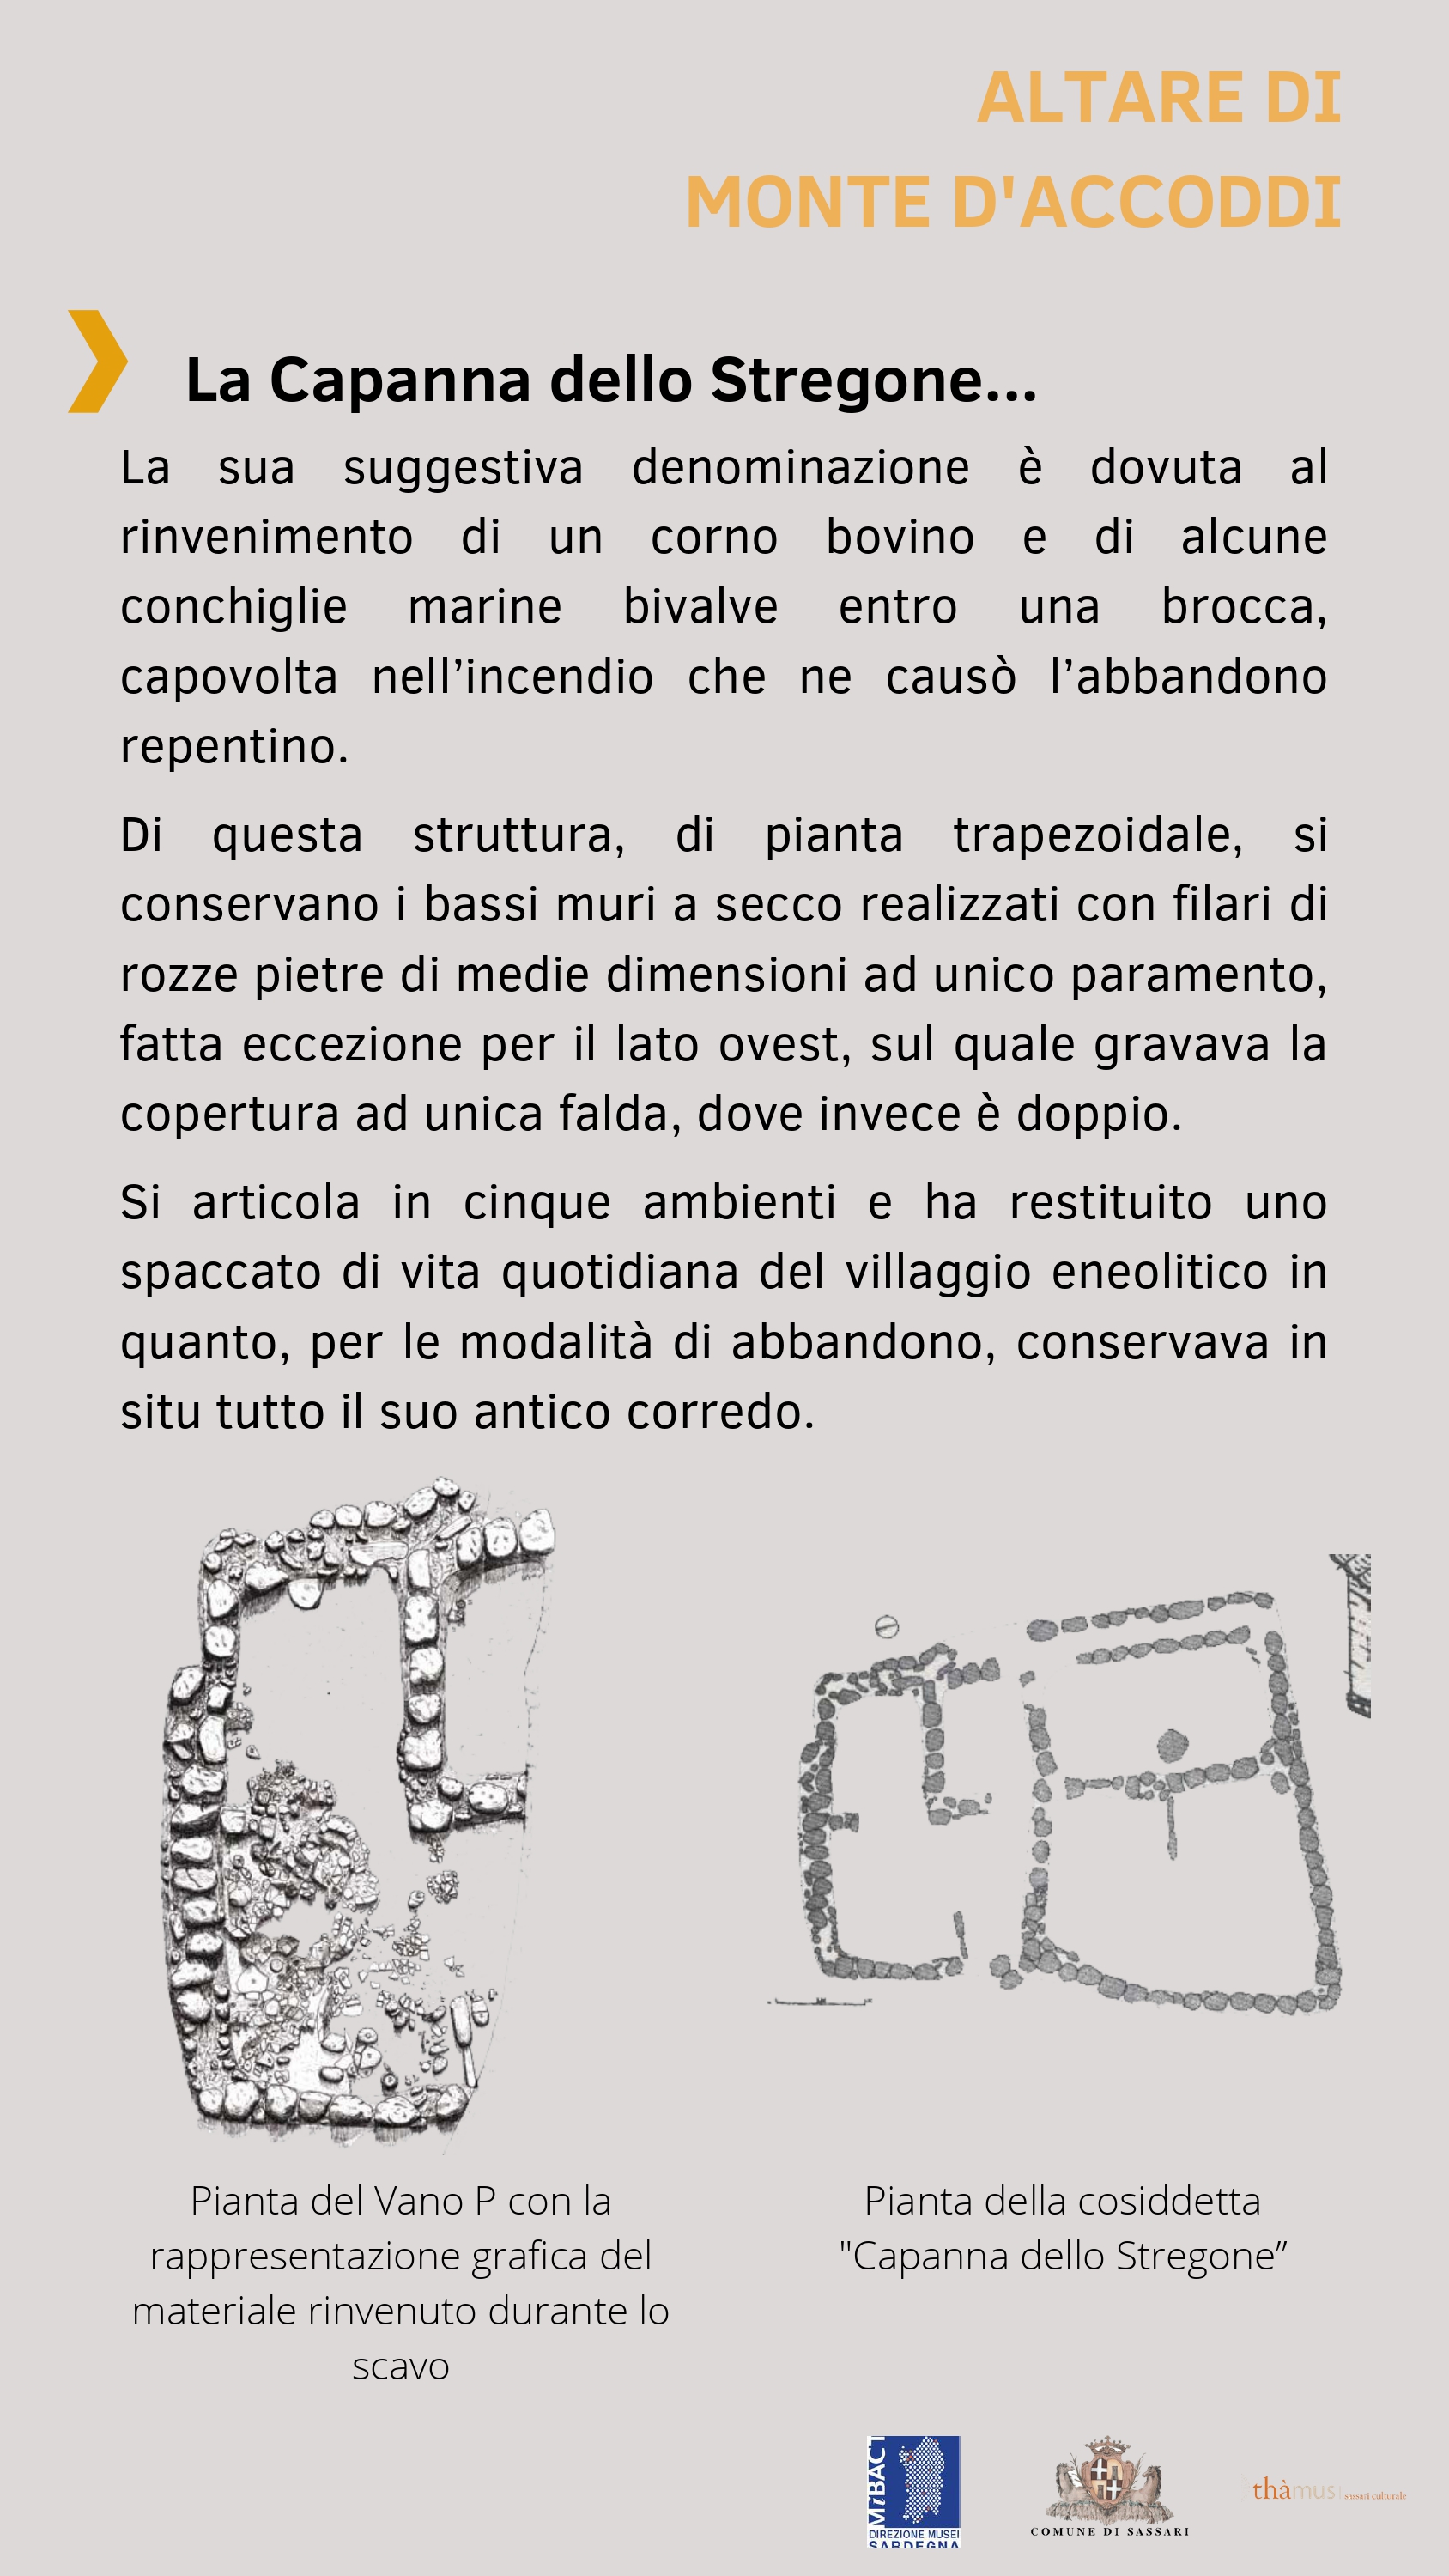 ALTARE DI
MONTE D'ACCODDI
La Capanna dello Stregone...
La sua suggestiva denominazione è dovuta al
rinvenimento di un corno bovino e di alcune
conchiglie marine bivalve entro una brocca,
capovolta nell’incendio che ne causò l’abbandono
repentino.
Di questa struttura, di pianta trapezoidale, si
conservano i bassi muri a secco realizzati con filari di
rozze pietre di medie dimensioni ad unico paramento,
fatta eccezione per il lato ovest, sul quale gravava la
copertura ad unica falda, dove invece è doppio.
Si articola in cinque ambienti e ha restituito uno
spaccato di vita quotidiana del villaggio eneolitico in
quanto, per le modalità di abbandono, conservava in
situ tutto il suo antico corredo.
Pianta del Vano P con la
rappresentazione grafica del
materiale rinvenuto durante lo
scavo
Pianta della cosiddetta
"Capanna dello Stregone”
MiBACT
DIREZIONE MUSEI
SARDEGNA
COMUNE DI SASSARI
thàmus sassari culturale